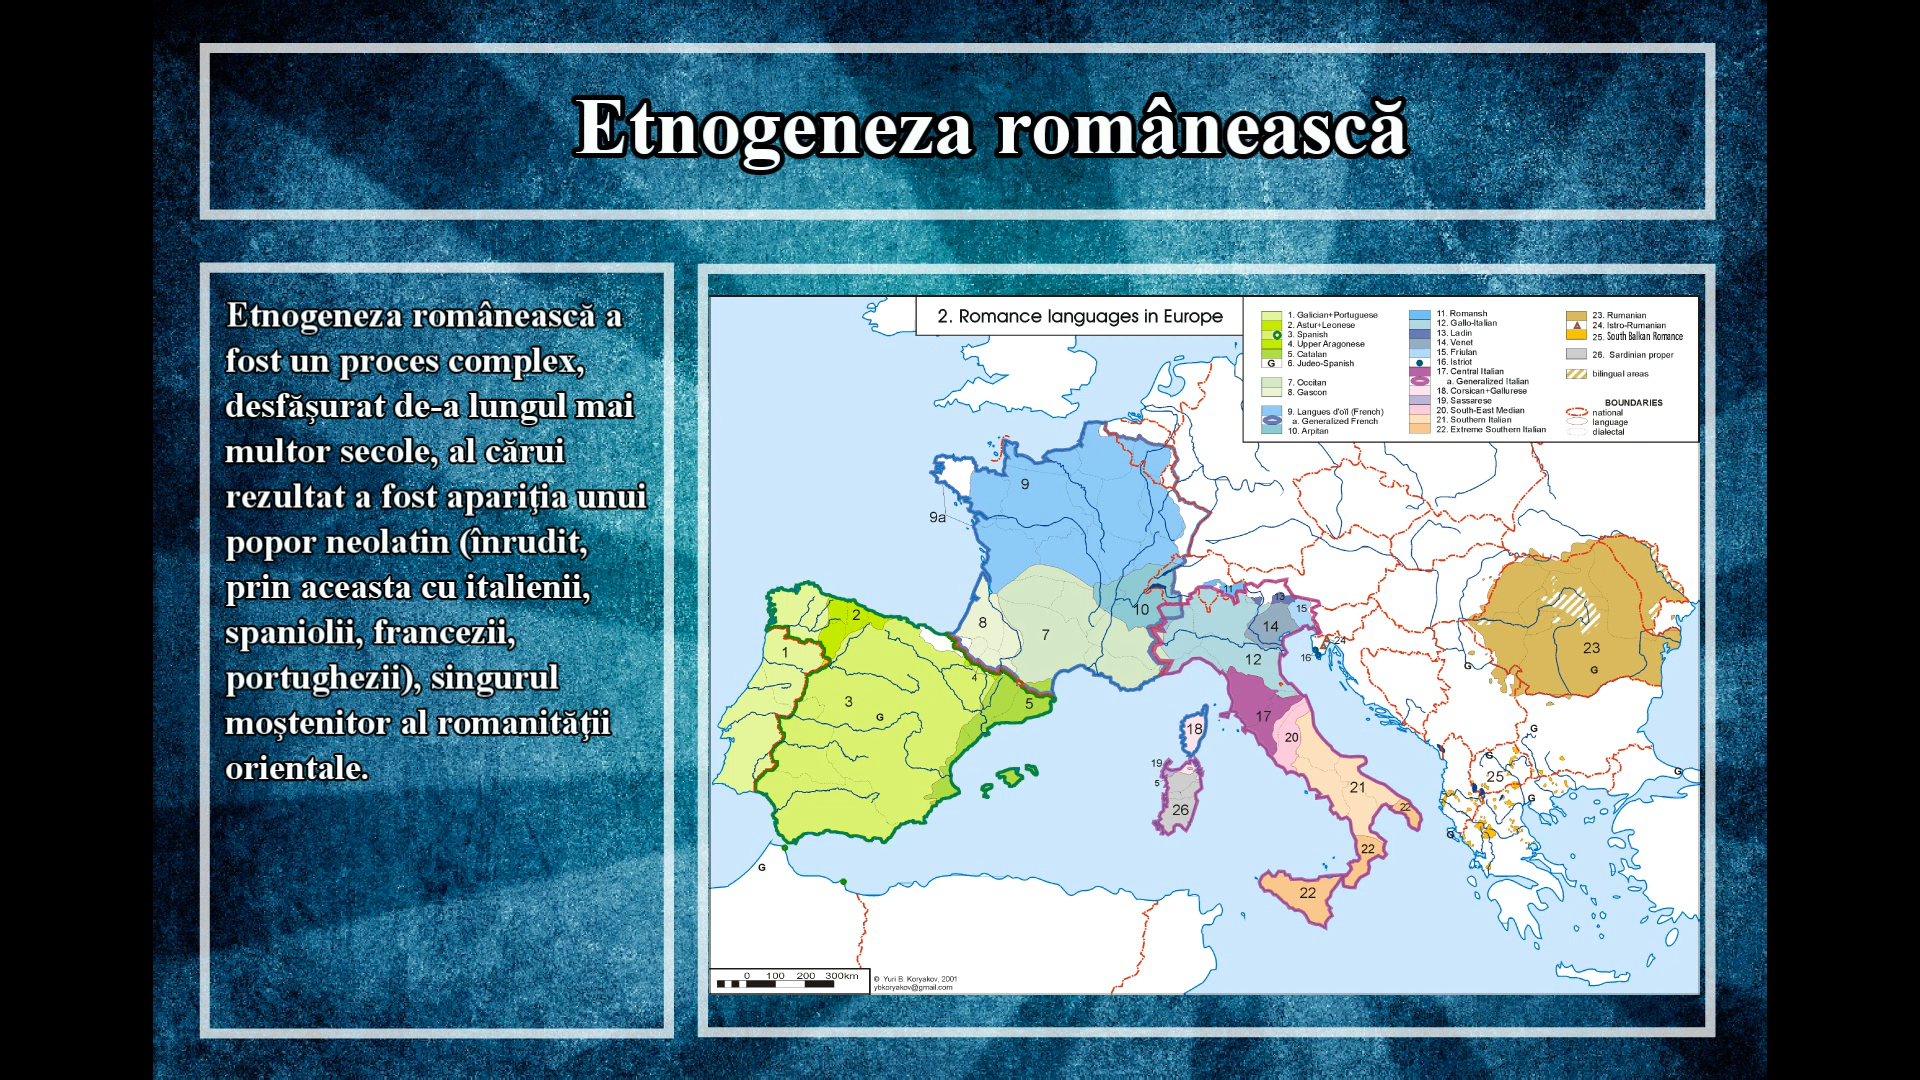 Etnogeneza românească
Etnogeneza românească a
fost un proces complex,
desfăşurat de-a lungul mai
multor secole, al cărui
rezultat a fost apariţia unui
popor neolatin (înrudit,
prin aceasta cu italienii,
spaniolii, francezii,
portughezii), singurul
moştenitor al romanităţii
orientale.
2. Romance languages in Europe
1. Galician+Portuguese
2. Astur+Leonese
3. Spanish
4. Upper Aragonese
5. Catalan
G 6. Judeo-Spanish
7. Occitan
8. Gascon
9. Langues d'oïl (French)
a. Generalized French
10. Arpitan
11. Romansh
12. Gallo-Italian
13. Ladin
14. Venet
15. Friulan
16. Istriot
17. Central Italian
a. Generalized Italian
18. Corsican+Gallurese
19. Sassarese
20. South-East Median
21. Southern Italian
22. Extreme Southern Italian
23. Rumanian
24. Istro-Rumanian
25. South Balkan Romance
26. Sardinian proper
bilingual areas
BOUNDARIES
national
language
dialectal
9
9a
10
11
13
15
8
7
14
2
1
12
16
24
23
G
G
4
3
G
5
17
18
20
G
19
5
26
21
G
25
G
G
22
G
22
22
G
0 100 200 300km
© Yuri B. Koryakov, 2001
ybkoryakov@gmail.com